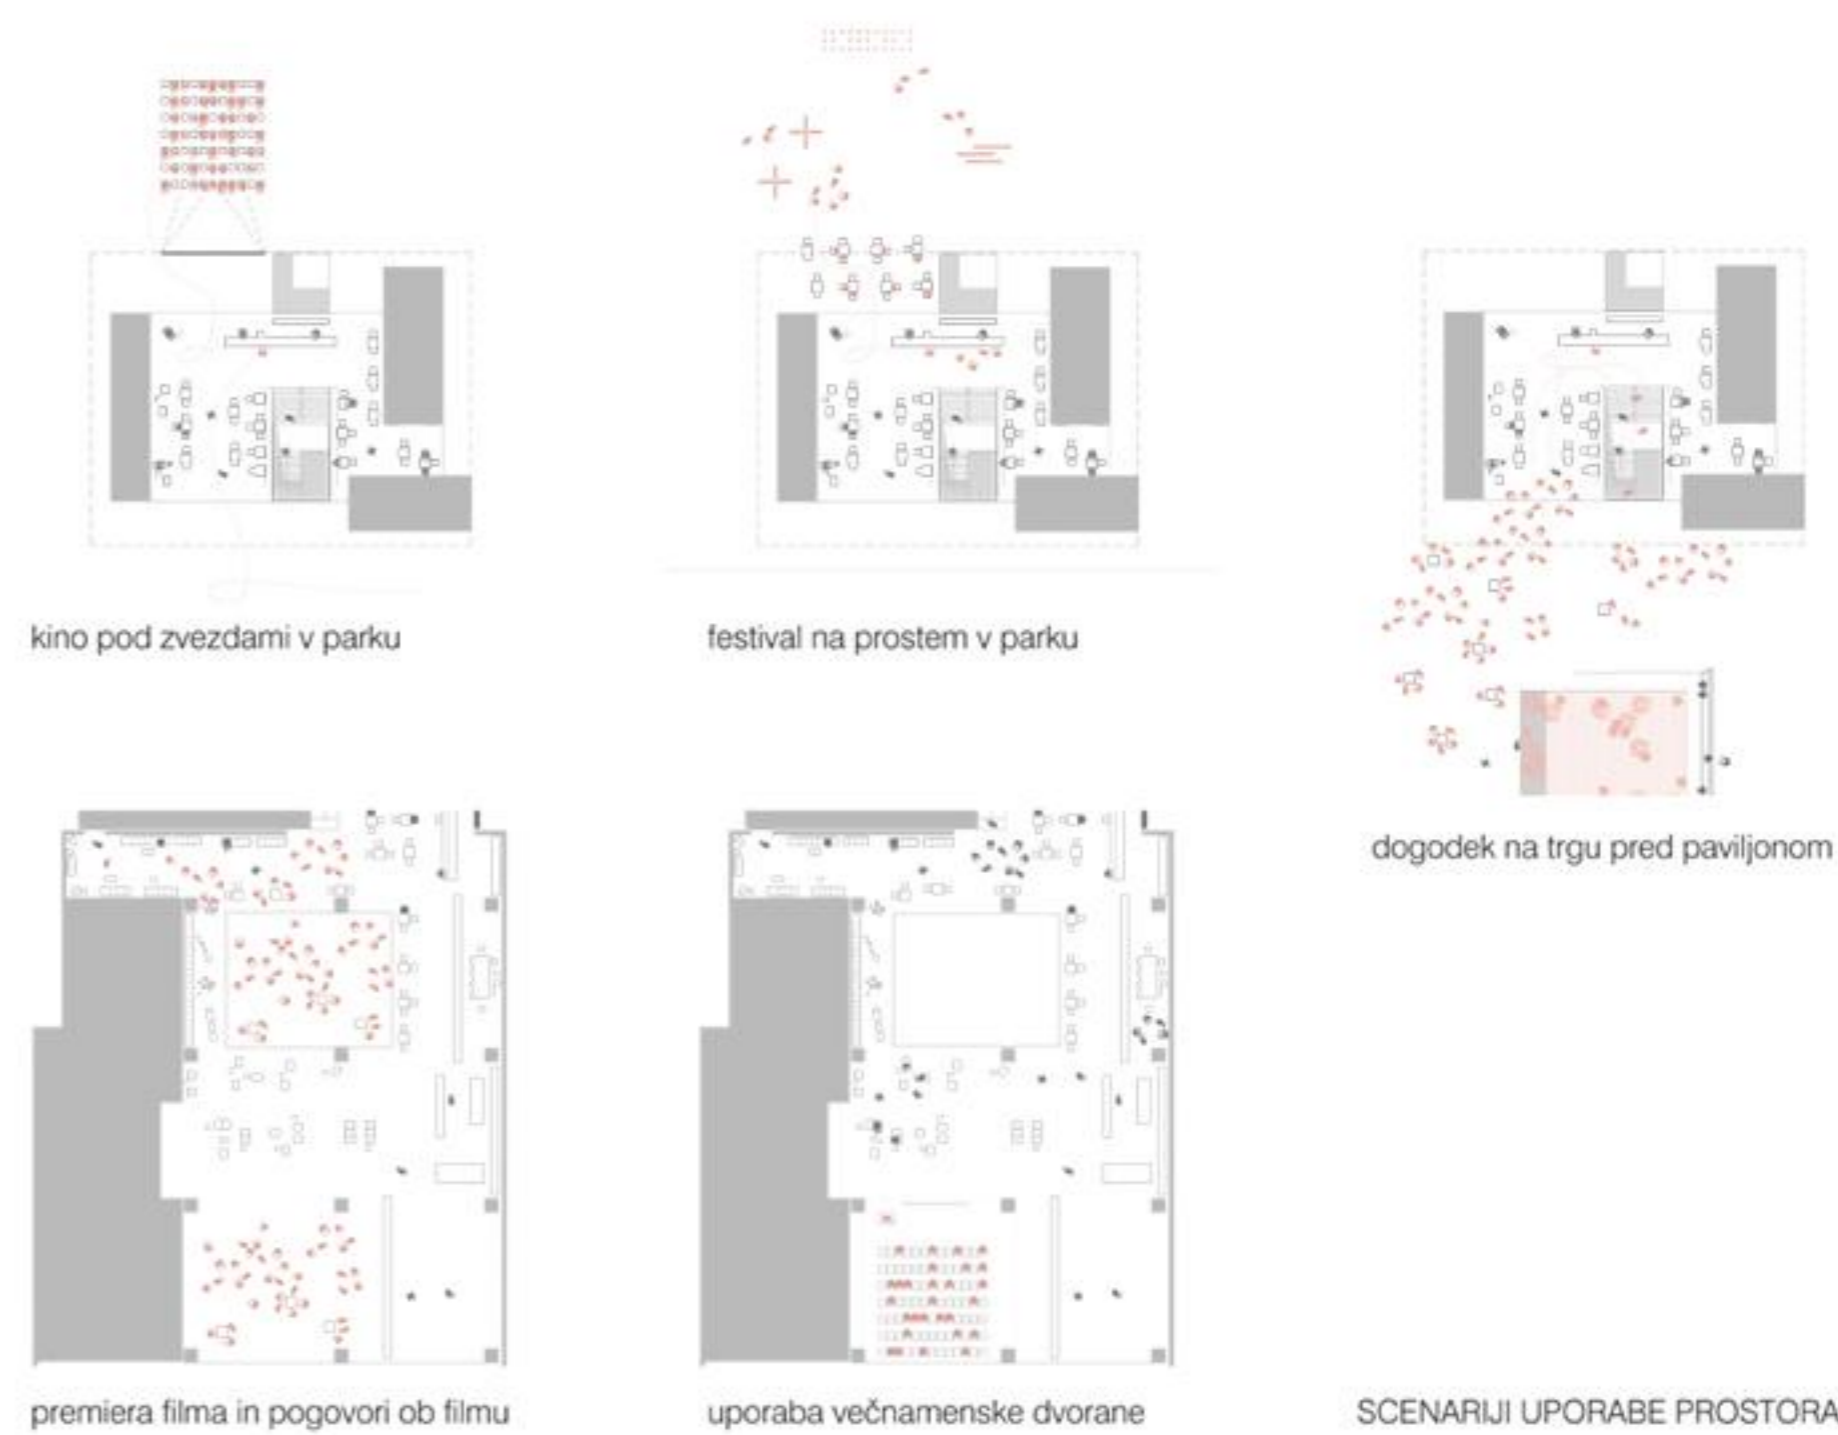 kino pod zvezdami v parku
festival na prostem v parku
dogodek na trgu pred paviljonom
premiera filma in pogovori ob filmu
uporaba večnamenske dvorane
SCENARIJI UPORABE PROSTORA